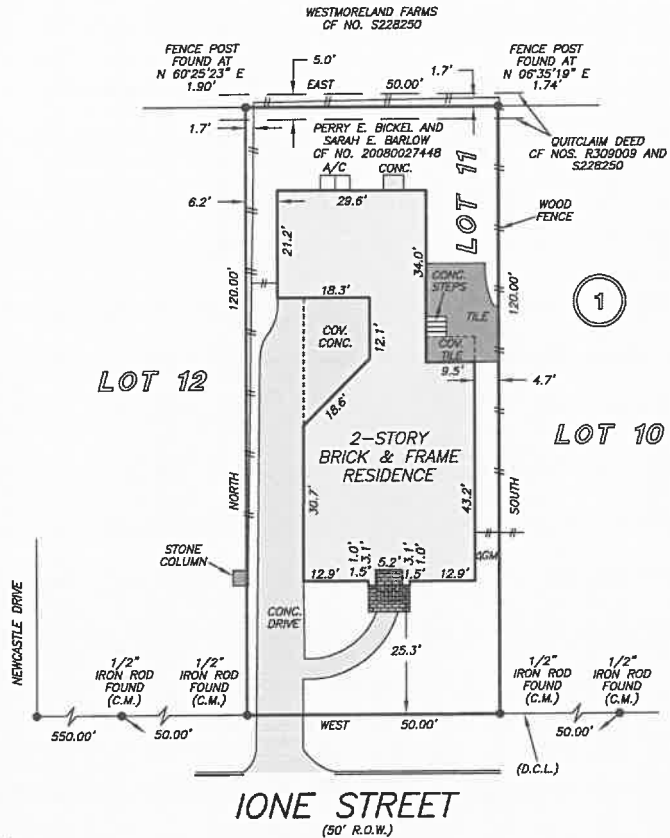 WESTMORELAND FARMS
CF NO. S228250
FENCE POST
FOUND AT
N 60°25'23" E
1.90'
5.0'
EAST
50.00'
1.7'
FENCE POST
FOUND AT
N 06°35'19" E
1.74'
1.7'
PERRY E. BICKEL AND
SARAH E. BARLOW
CF NO. 20080027448
QUITCLAIM DEED
CF NOS. R309009 AND
S228250
LOT 11
A/C
CONC.
6.2'
29.6'
WOOD
FENCE
21.2'
34.0'
120.00'
120.00'
CONC.
STEPS
TILE
1
18.3'
COV.
CONC.
12.1'
COV.
TILE
9.5'
4.7'
LOT 12
18.6'
LOT 10
2-STORY
BRICK & FRAME
RESIDENCE
NORTH
30.7'
43.2'
SOUTH
STONE
COLUMN
AGM
12.9'
1.5'
1.0'
3.1'
5.2'
3.1'
1.0'
1.5'
12.9'
CONC.
DRIVE
25.3'
NEWCASTLE DRIVE
1/2"
IRON ROD
FOUND
(C.M.)
1/2"
IRON ROD
FOUND
(C.M.)
1/2"
IRON ROD
FOUND
(C.M.)
1/2"
IRON ROD
FOUND
(C.M.)
550.00'
50.00'
WEST
50.00'
50.00'
(D.C.L.)
IONE STREET
(50' R.O.W.)